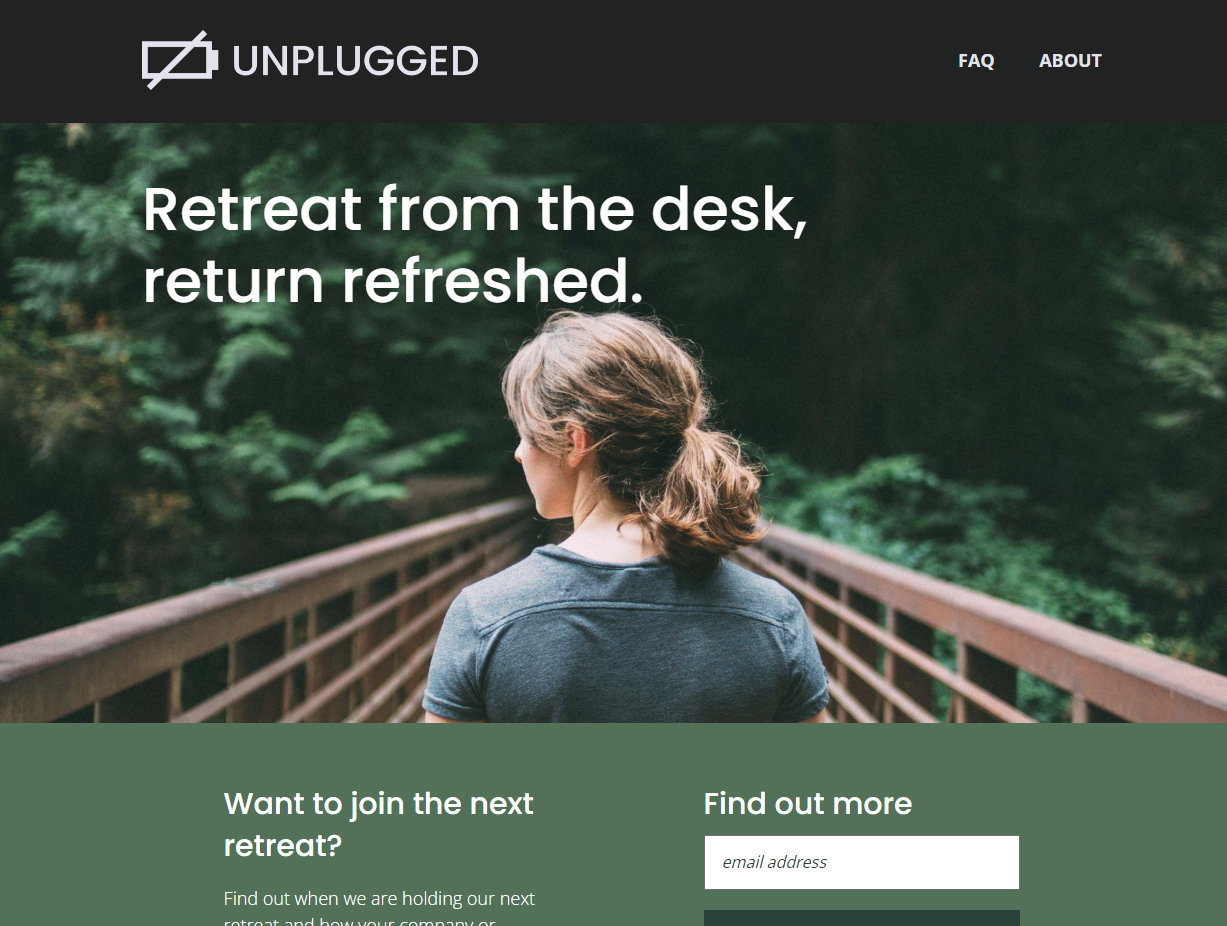 UNPLUGGED
FAQ
ABOUT
Retreat from the desk,
return refreshed.
Want to join the next
retreat?
Find out when we are holding our next
retreat and how your company or
Find out more
email address